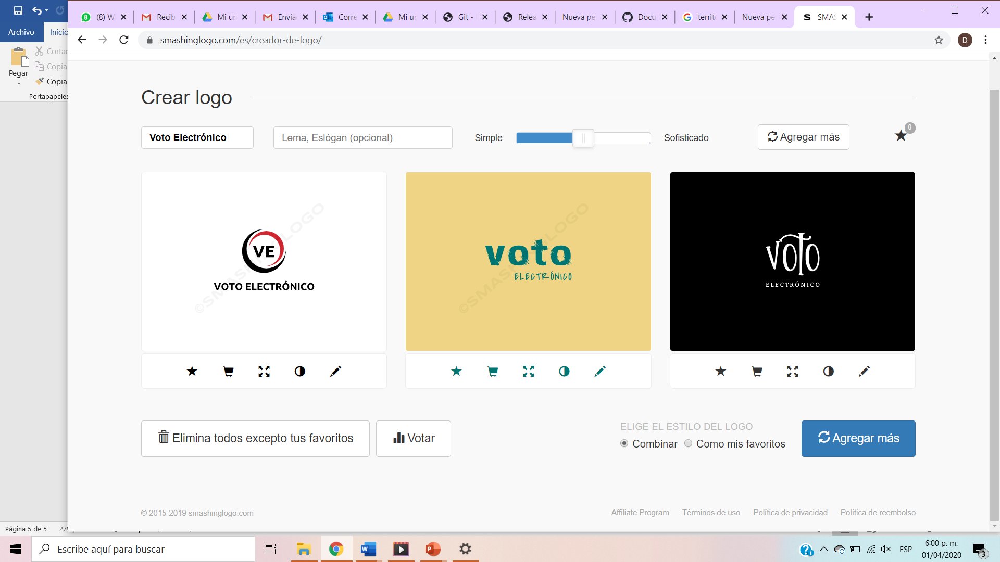 8 (8) W
Recib
Mi un
Envia
Corre
Mi un
Git -
Relea
Nueva pe
Docu
territ
Nueva pe
S SMAS
Archivo
Inicio
smashinglogo.com/es/creador-de-logo/
D
Cortar
Copia
Pegar
Copia
Portapapeles
Crear logo
Voto Electrónico
Lema, Eslógan (opcional)
Simple
Sofisticado
Agregar más
0
©SMASHINGLOGO
VE
VOTO ELECTRÓNICO
©SMASHINGLOGO
voto
ELECTRÓNICO
VOTO
ELECTRÓNICO
Elimina todos excepto tus favoritos
Votar
ELIGE EL ESTILO DEL LOGO
Combinar
Como mis favoritos
Agregar más
© 2015-2019 smashinglogo.com
Affiliate Program
Términos de uso
Política de privacidad
Política de reembolso
Página 5 de 5
Escribe aquí para buscar
W
P
ESP
6:00 p. m.
01/04/2020
3